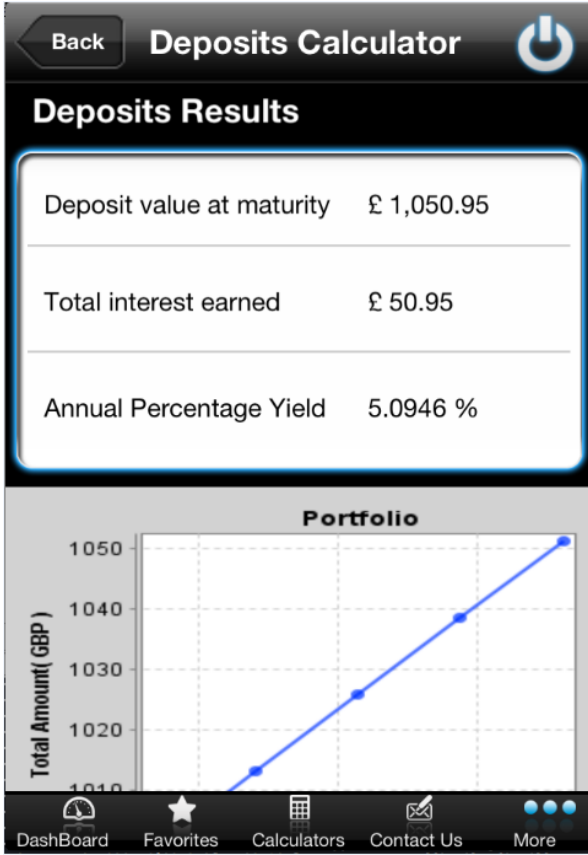 Back Deposits Calculator
Deposits Results
Deposit value at maturity £ 1,050.95
Total interest earned £ 50.95
Annual Percentage Yield 5.0946 %
Portfolio
1050
1040
1030
1020
1010
Total Amount( GBP )
DashBoard Favorites Calculators Contact Us More